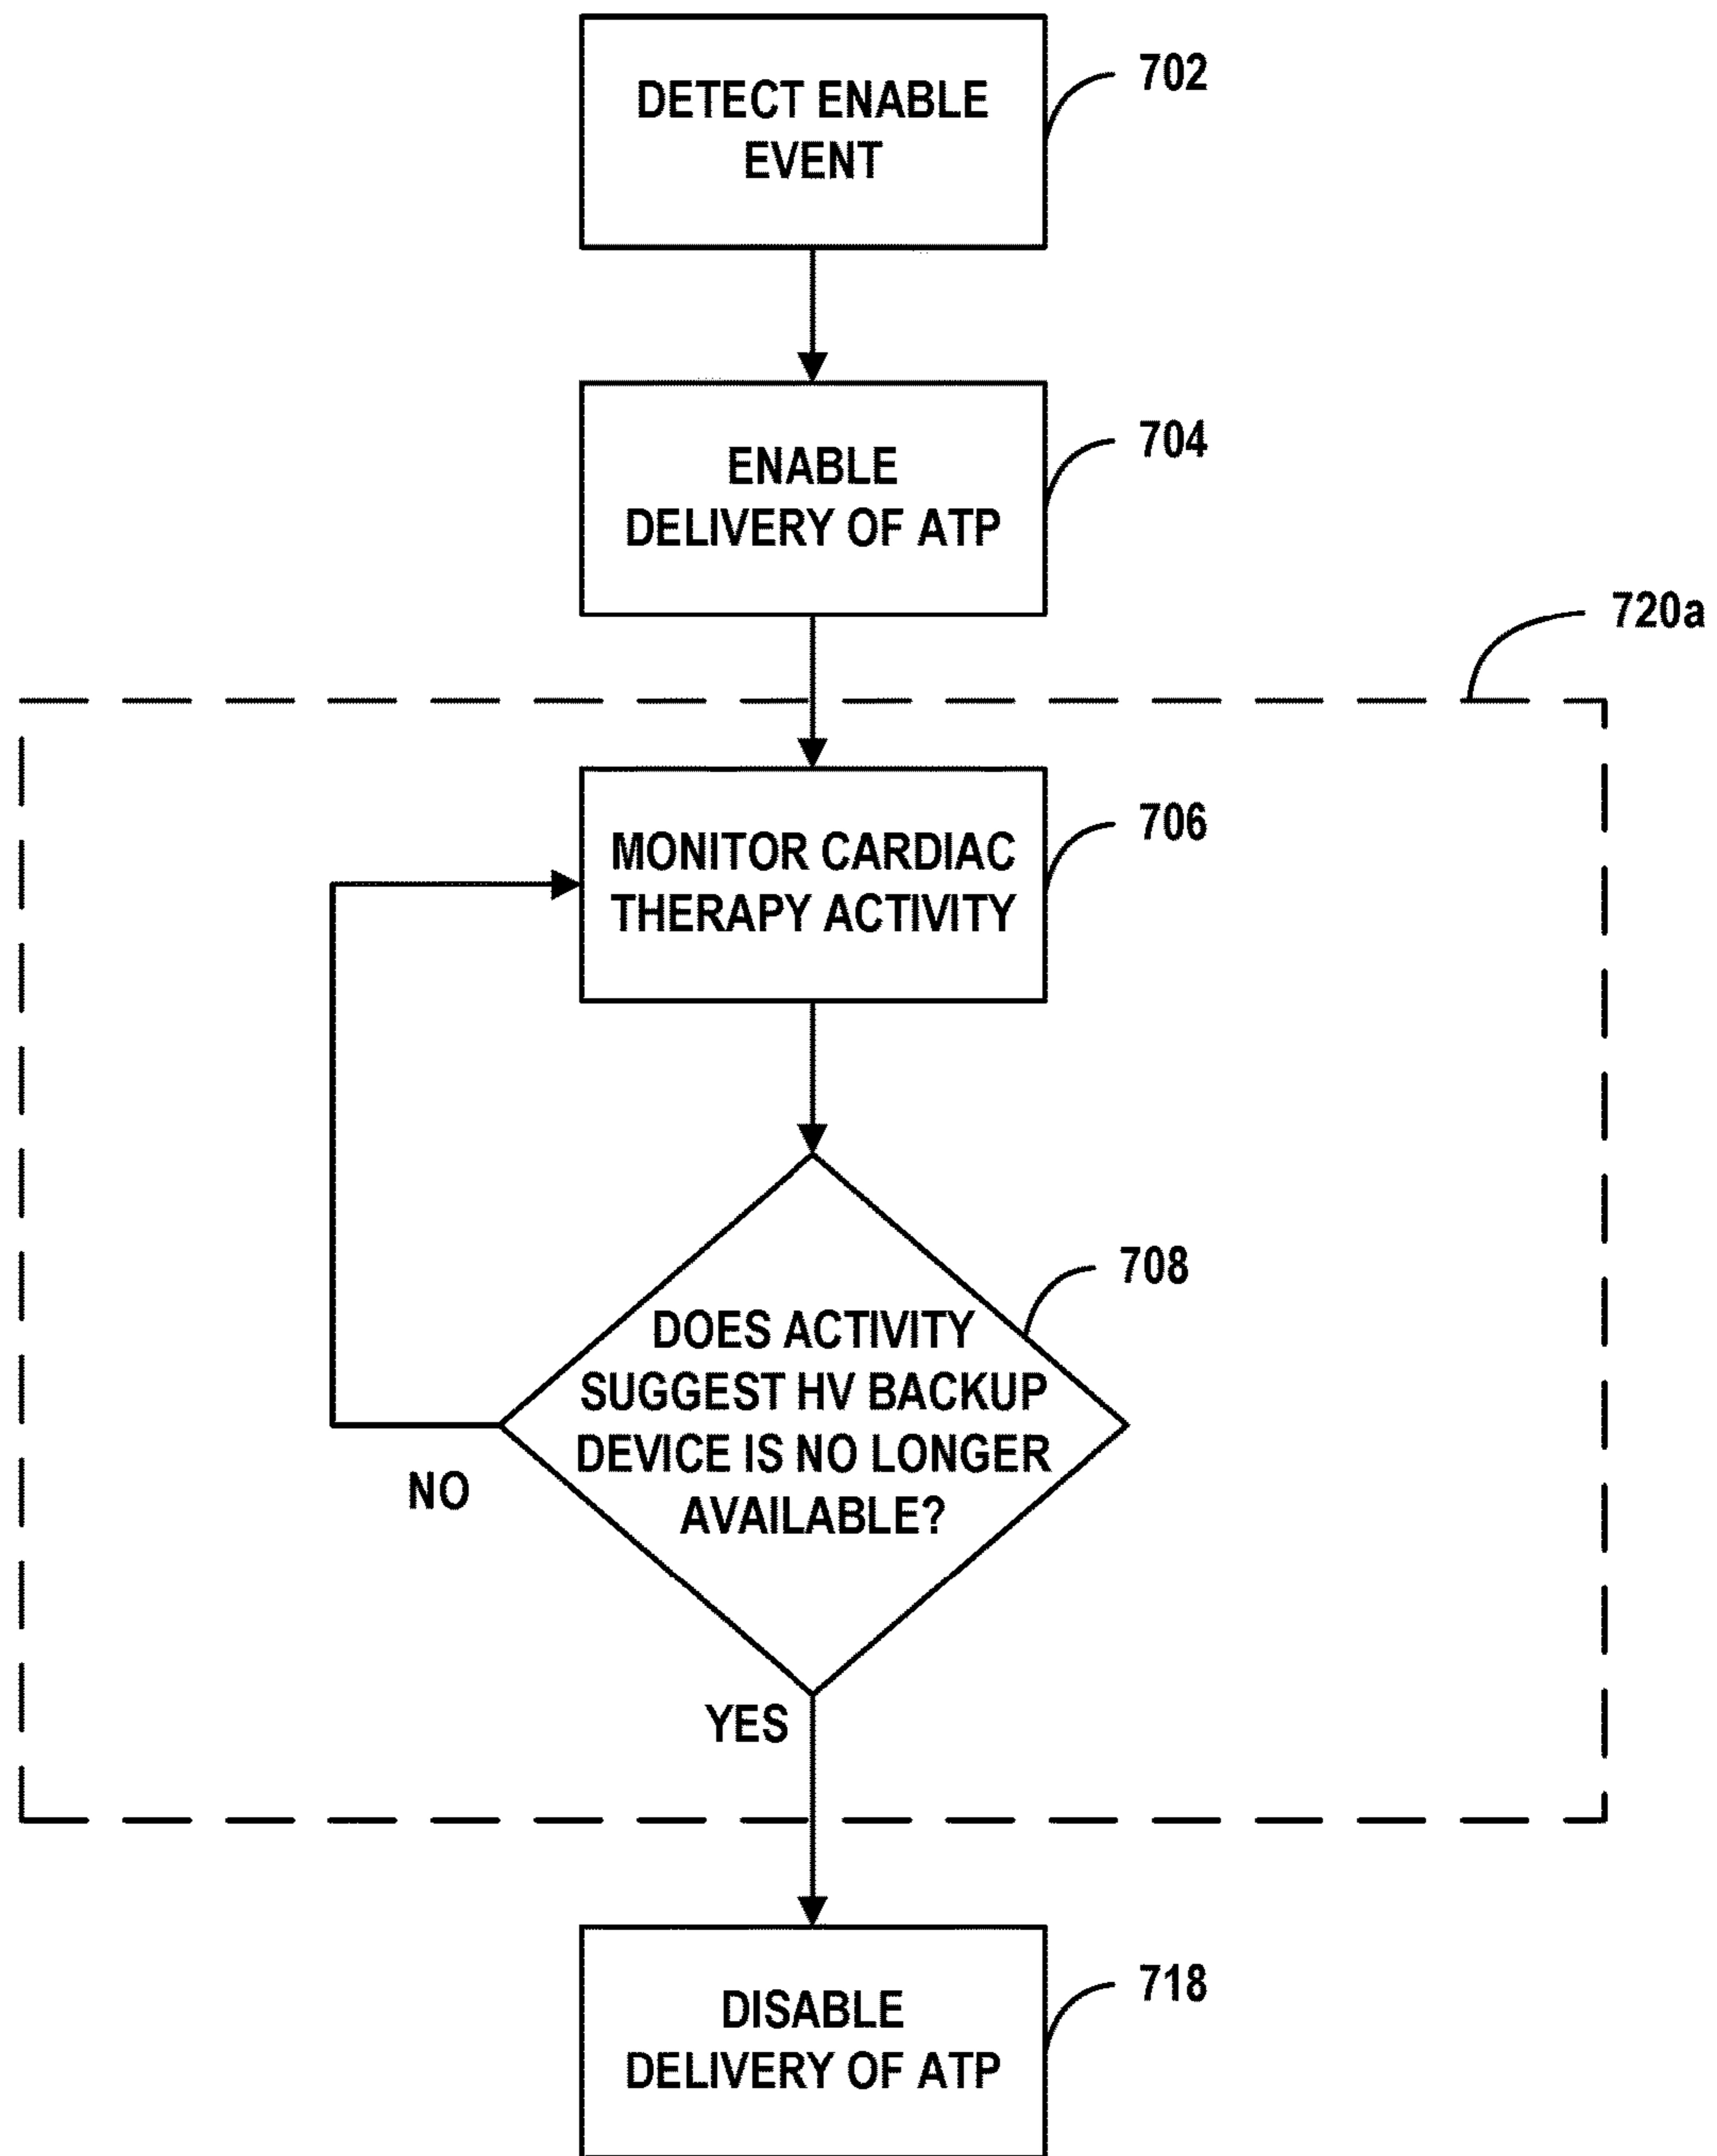 DETECT ENABLE
EVENT
702
ENABLE
DELIVERY OF ATP
704
720a
MONITOR CARDIAC
THERAPY ACTIVITY
706
DOES ACTIVITY
SUGGEST HV BACKUP
DEVICE IS NO LONGER
AVAILABLE?
708
NO
YES
DISABLE
DELIVERY OF ATP
718